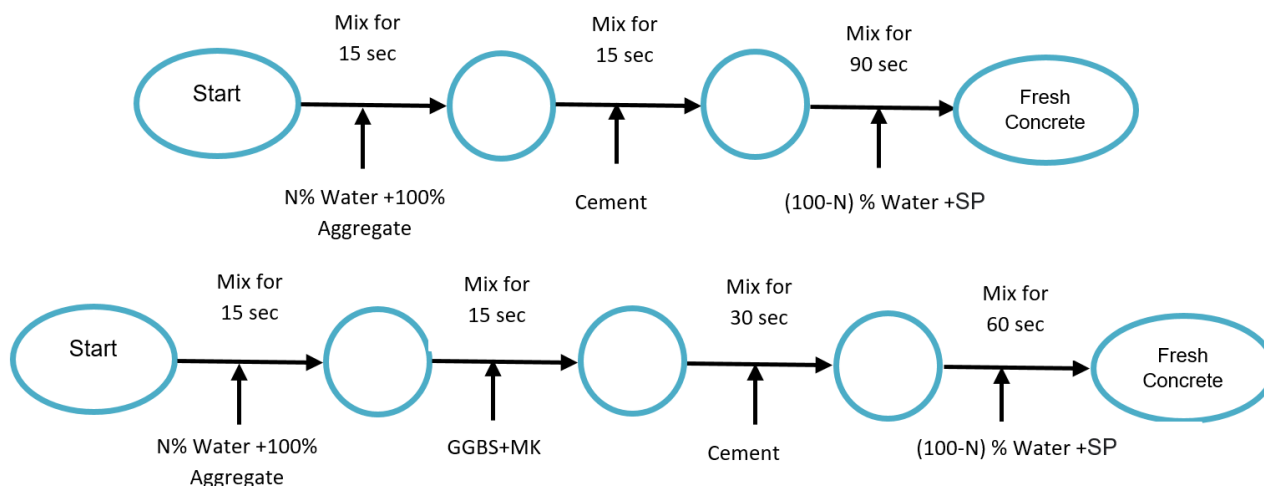 Mix for
15 sec
Mix for
15 sec
Mix for
90 sec
Start
Fresh
Concrete
N% Water +100%
Aggregate
Cement
(100-N) % Water +SP
Mix for
15 sec
Mix for
15 sec
Mix for
30 sec
Mix for
60 sec
Start
Fresh
Concrete
N% Water +100%
Aggregate
GGBS+MK
Cement
(100-N) % Water +SP